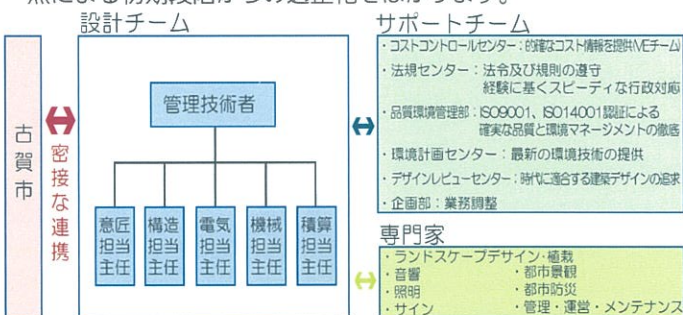 設計チーム
サポートチーム
・コストコントロールセンター：的確なコスト情報を提供(VEチーム)
・法規センター：法令及び規則の遵守
経験に基くスピーディな行政対応
・品質環境管理部：ISO9001、ISO14001認証による
確実な品質と環境マネージメントの徹底
・環境計画センター：最新の環境技術の提供
・デザインレビューセンター：時代に適合する建築デザインの追求
・企画部：業務調整
古賀市
密接な連携
管理技術者
意匠担当主任
構造担当主任
電気担当主任
機械担当主任
積算担当主任
専門家
・ランドスケープデザイン・植栽
・音響
・都市景観
・照明
・都市防災
・サイン
・管理・運営・メンテナンス